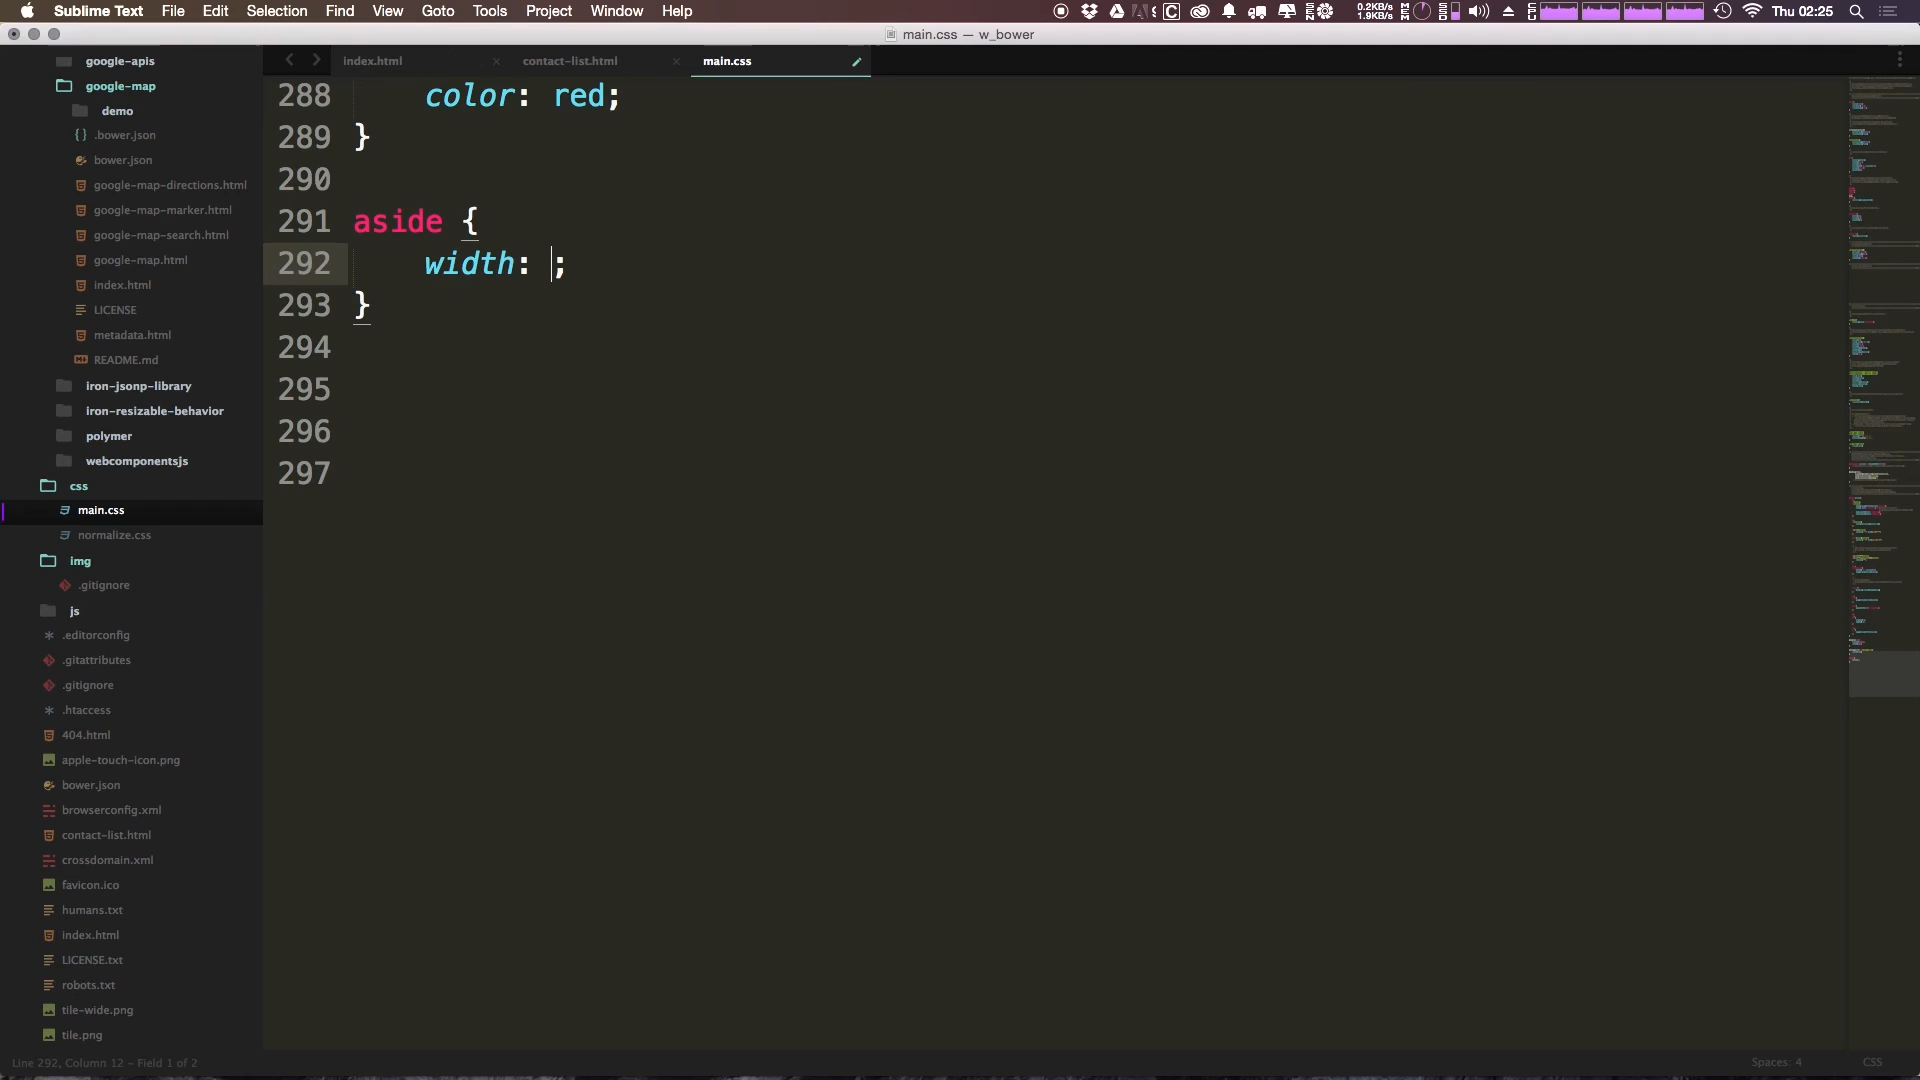 Sublime Text File Edit Selection Find View Goto Tools Project Window Help
0.2KB/s
1.9KB/s
Thu 02:25
main.css — w_bower
google-apis
google-map
demo
.bower.json
bower.json
google-map-directions.html
google-map-marker.html
google-map-search.html
google-map.html
index.html
LICENSE
metadata.html
README.md
iron-jsonp-library
iron-resizable-behavior
polymer
webcomponentsjs
css
main.css
normalize.css
img
.gitignore
js
.editorconfig
.gitattributes
.gitignore
.htaccess
404.html
apple-touch-icon.png
bower.json
browserconfig.xml
contact-list.html
crossdomain.xml
favicon.ico
humans.txt
index.html
LICENSE.txt
robots.txt
tile-wide.png
tile.png
index.html contact-list.html main.css
288 color: red;
289 }
290
291 aside {
292 width: ;
293 }
294
295
296
297
Line 292, Column 12 – Field 1 of 2
Spaces: 4 CSS